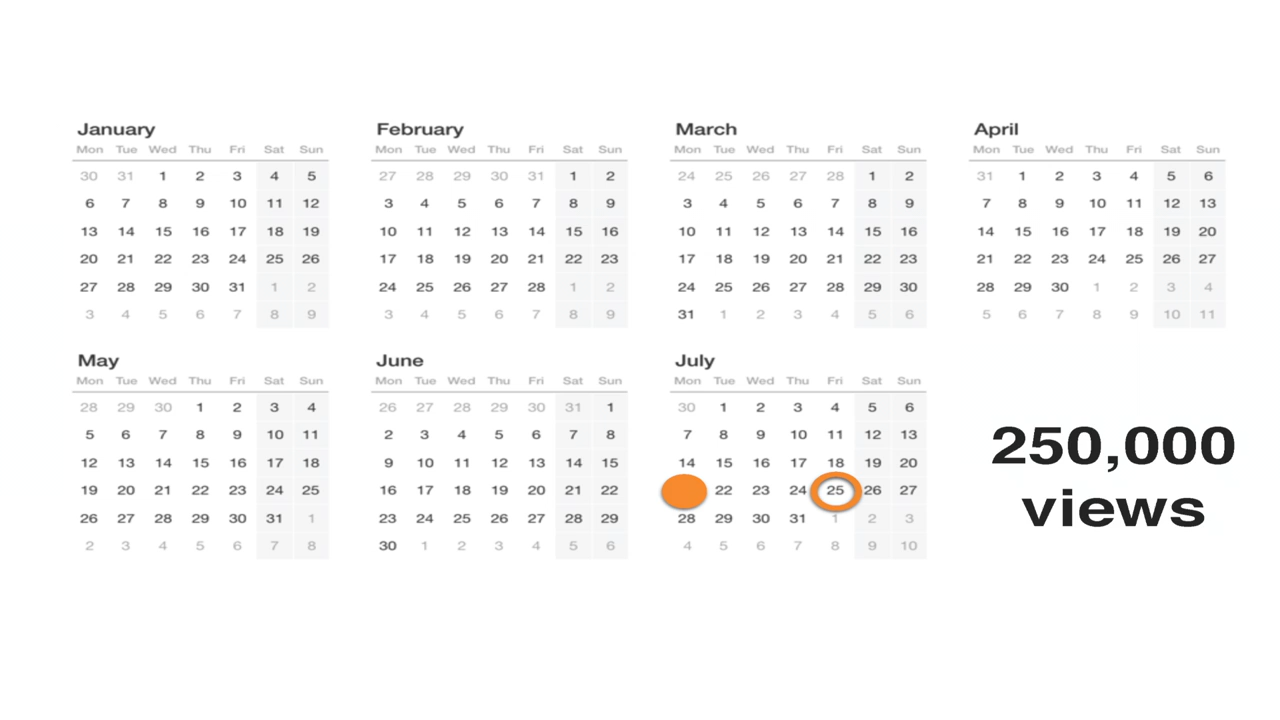 January
Mon Tue Wed Thu Fri Sat Sun
30 31 1 2 3 4 5
6 7 8 9 10 11 12
13 14 15 16 17 18 19
20 21 22 23 24 25 26
27 28 29 30 31 1 2
3 4 5 6 7 8 9
February
Mon Tue Wed Thu Fri Sat Sun
27 28 29 30 31 1 2
3 4 5 6 7 8 9
10 11 12 13 14 15 16
17 18 19 20 21 22 23
24 25 26 27 28 1 2
3 4 5 6 7 8 9
March
Mon Tue Wed Thu Fri Sat Sun
24 25 26 27 28 1 2
3 4 5 6 7 8 9
10 11 12 13 14 15 16
17 18 19 20 21 22 23
24 25 26 27 28 29 30
31 1 2 3 4 5 6
April
Mon Tue Wed Thu Fri Sat Sun
31 1 2 3 4 5 6
7 8 9 10 11 12 13
14 15 16 17 18 19 20
21 22 23 24 25 26 27
28 29 30 1 2 3 4
5 6 7 8 9 10 11
May
Mon Tue Wed Thu Fri Sat Sun
28 29 30 1 2 3 4
5 6 7 8 9 10 11
12 13 14 15 16 17 18
19 20 21 22 23 24 25
26 27 28 29 30 31 1
2 3 4 5 6 7 8
June
Mon Tue Wed Thu Fri Sat Sun
26 27 28 29 30 31 1
2 3 4 5 6 7 8
9 10 11 12 13 14 15
16 17 18 19 20 21 22
23 24 25 26 27 28 29
30 1 2 3 4 5 6
July
Mon Tue Wed Thu Fri Sat Sun
30 1 2 3 4 5 6
7 8 9 10 11 12 13
14 15 16 17 18 19 20
22 23 24 25 26 27
28 29 30 31 1 2 3
4 5 6 7 8 9 10
250,000
views